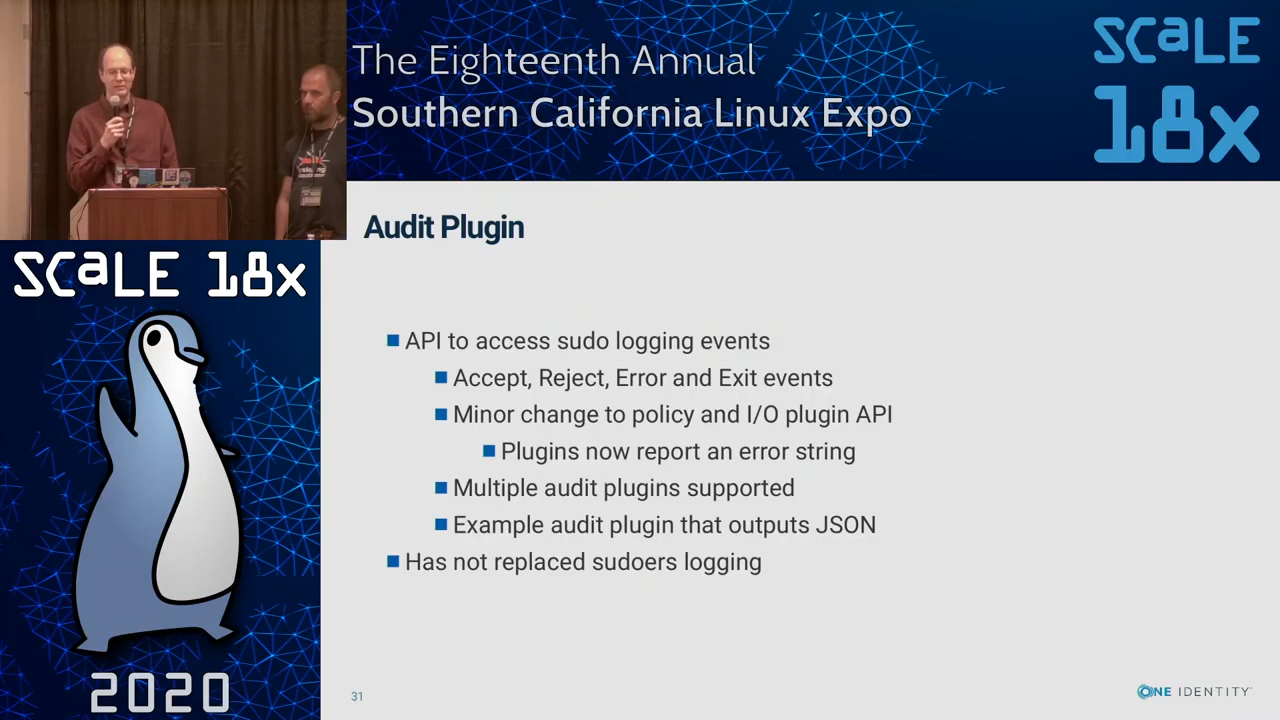 The Eighteenth Annual
Southern California Linux Expo
SCaLE
18x
SCaLE 18x
2020
Audit Plugin
API to access sudo logging events
Accept, Reject, Error and Exit events
Minor change to policy and I/O plugin API
Plugins now report an error string
Multiple audit plugins supported
Example audit plugin that outputs JSON
Has not replaced sudoers logging
31
ONE IDENTITY